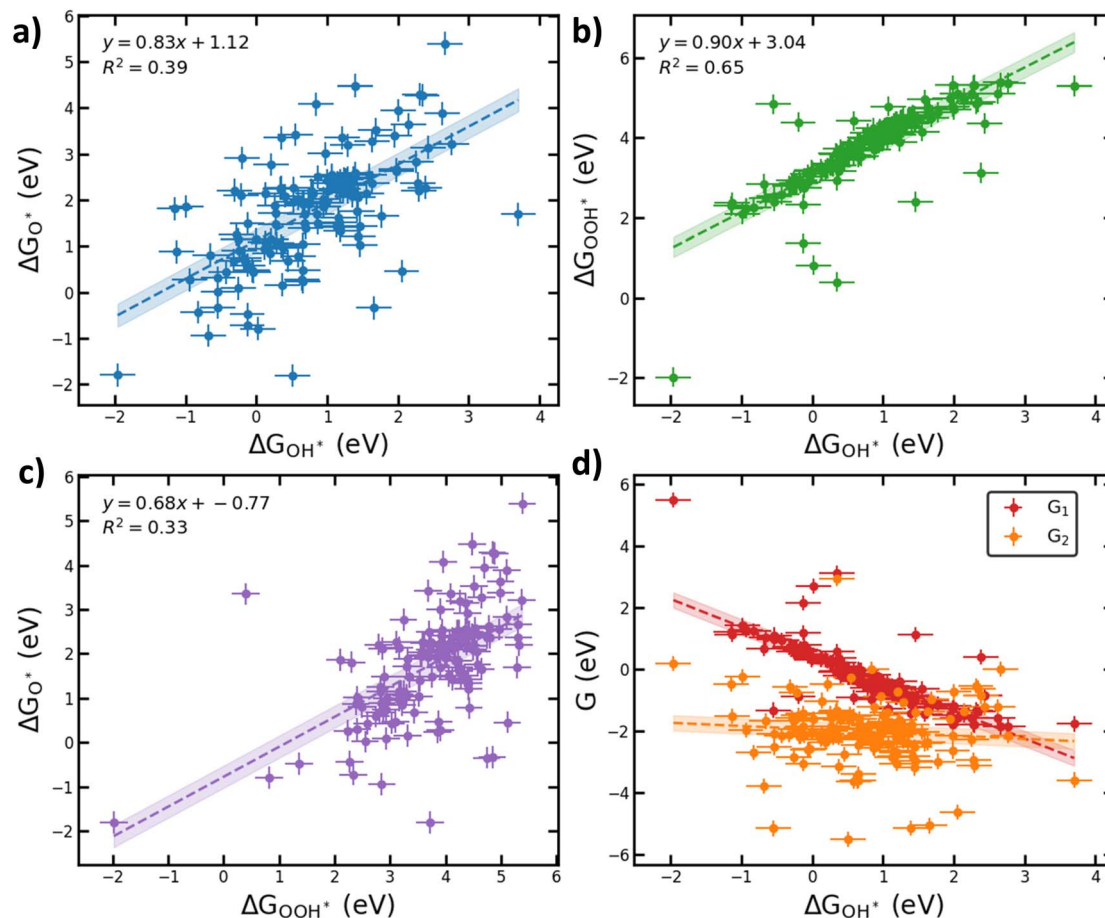 a)
y = 0.83x + 1.12
R² = 0.39
6
5
4
3
2
1
0
−1
−2
ΔG_O* (eV)
−2 −1 0 1 2 3 4
ΔG_OH* (eV)
b)
y = 0.90x + 3.04
R² = 0.65
6
4
2
0
−2
ΔG_OOH* (eV)
−2 −1 0 1 2 3 4
ΔG_OH* (eV)
c)
y = 0.68x + −0.77
R² = 0.33
6
5
4
3
2
1
0
−1
−2
ΔG_O* (eV)
−2 −1 0 1 2 3 4 5 6
ΔG_OOH* (eV)
d)
G₁
G₂
6
4
2
0
−2
−4
−6
G (eV)
−2 −1 0 1 2 3 4
ΔG_OH* (eV)